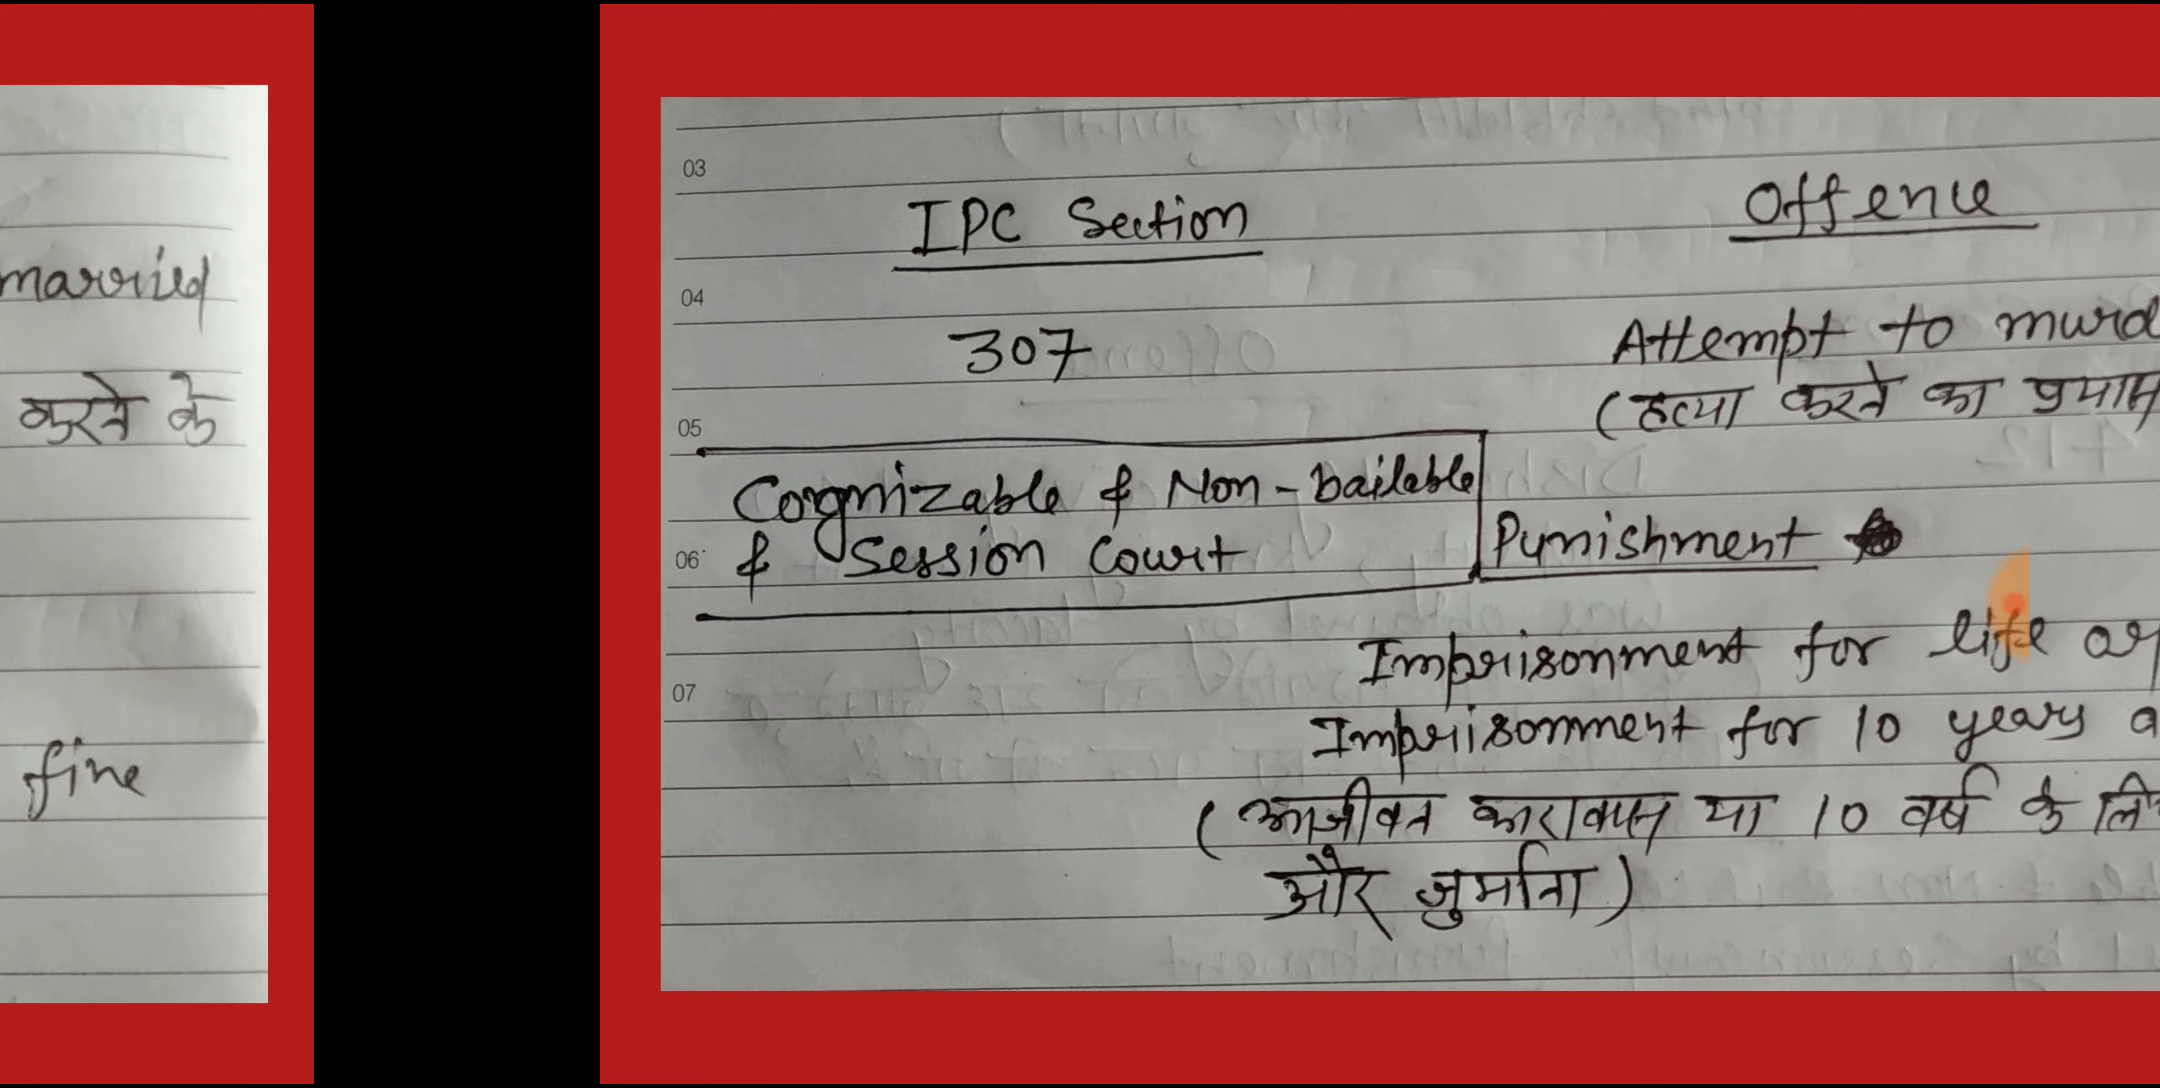 married
करने के
fine
03
IPC Section
Offence
04
307
Attempt to murd
(हत्या करने का प्रयास
05
Cognizable & Non-bailable
& Session Court
06
Punishment
Imprisonment for life or
07
Imprisonment for 10 years a
(आजीवन कारावास या 10 वर्ष के लि
और जुर्माना)